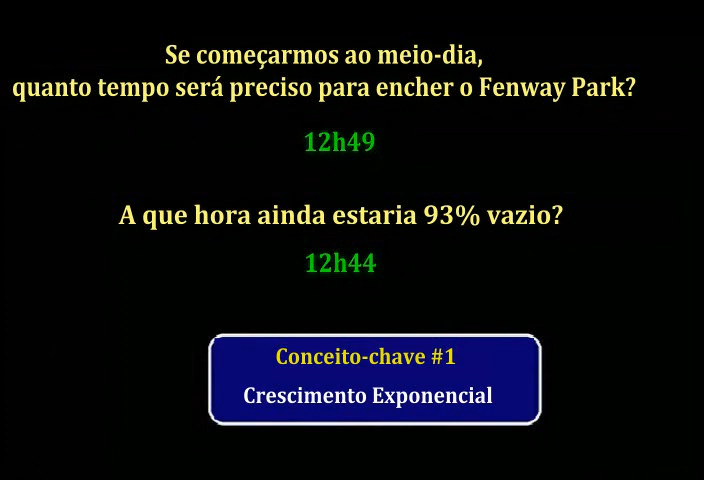 Se começarmos ao meio-dia,
quanto tempo será preciso para encher o Fenway Park?
12h49
A que hora ainda estaria 93% vazio?
12h44
Conceito-chave #1
Crescimento Exponencial